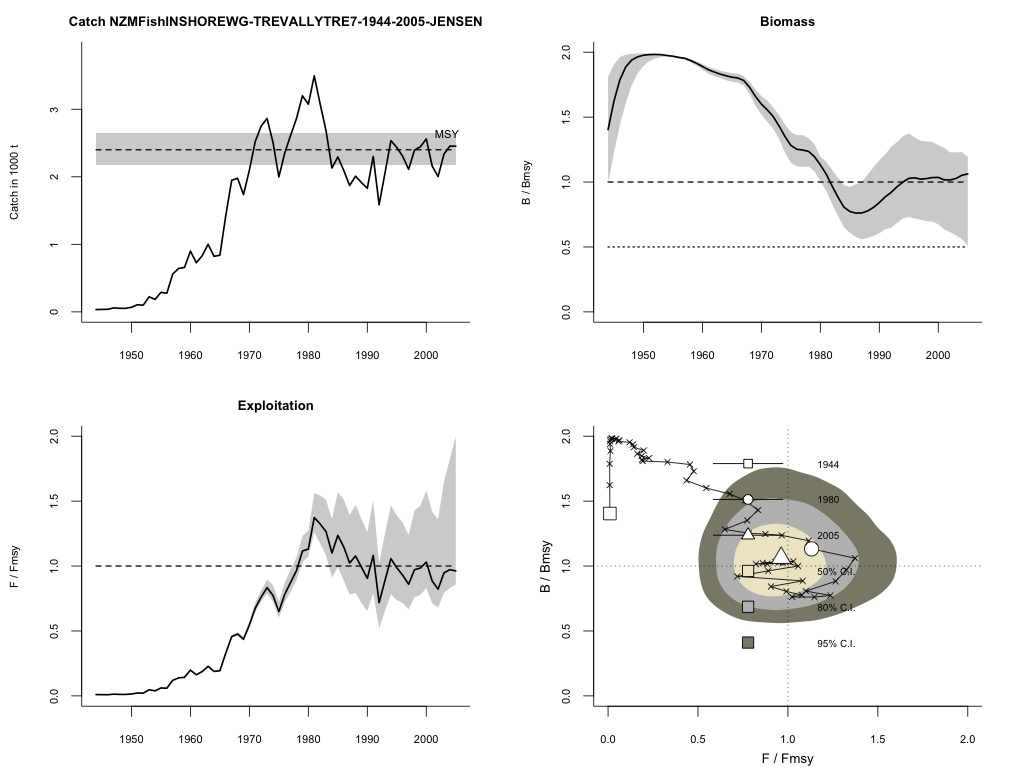 Catch NZMFishINSHOREWG-TREVALLYTRE7-1944-2005-JENSEN
Catch in 1000 t
3
2
1
0
MSY
1950 1960 1970 1980 1990 2000
Biomass
B / Bmsy
2.0
1.5
1.0
0.5
0.0
1950 1960 1970 1980 1990 2000
Exploitation
F / Fmsy
2.0
1.5
1.0
0.5
0.0
1950 1960 1970 1980 1990 2000
B / Bmsy
2.0
1.5
1.0
0.5
0.0
1944
1980
2005
50% C.I.
80% C.I.
95% C.I.
0.0 0.5 1.0 1.5 2.0
F / Fmsy